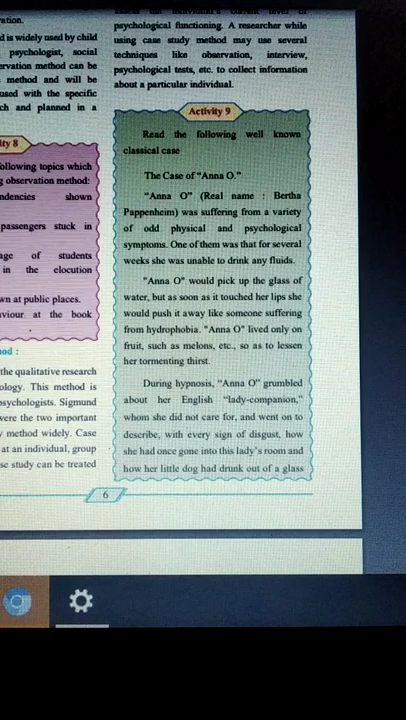 ation.
d is widely used by child
psychologist, social
ervation method can be
method and will be
used with the specific
ch and planned in a
ity 8
ollowing topics which
g observation method:
ndencies shown
passengers stuck in
age of students
in the elocution
wn at public places.
aviour at the book
.
od :
the qualitative research
ology. This method is
psychologists. Sigmund
were the two important
y method widely. Case
at an individual, group
se study can be treated
psychological functioning. A researcher while
using case study method may use several
techniques like observation, interview,
psychological tests, etc. to collect information
about a particular individual.
Activity 9
Read the following well known
classical case
The Case of "Anna O."
"Anna O" (Real name : Bertha
Pappenheim) was suffering from a variety
of odd physical and psychological
symptoms. One of them was that for several
weeks she was unable to drink any fluids.
"Anna O" would pick up the glass of
water, but as soon as it touched her lips she
would push it away like someone suffering
from hydrophobia. "Anna O" lived only on
fruit, such as melons, etc., so as to lessen
her tormenting thirst.
During hypnosis, "Anna O" grumbled
about her English "lady-companion,"
whom she did not care for, and went on to
describe, with every sign of disgust, how
she had once gone into this lady's room and
how her little dog had drunk out of a glass
6